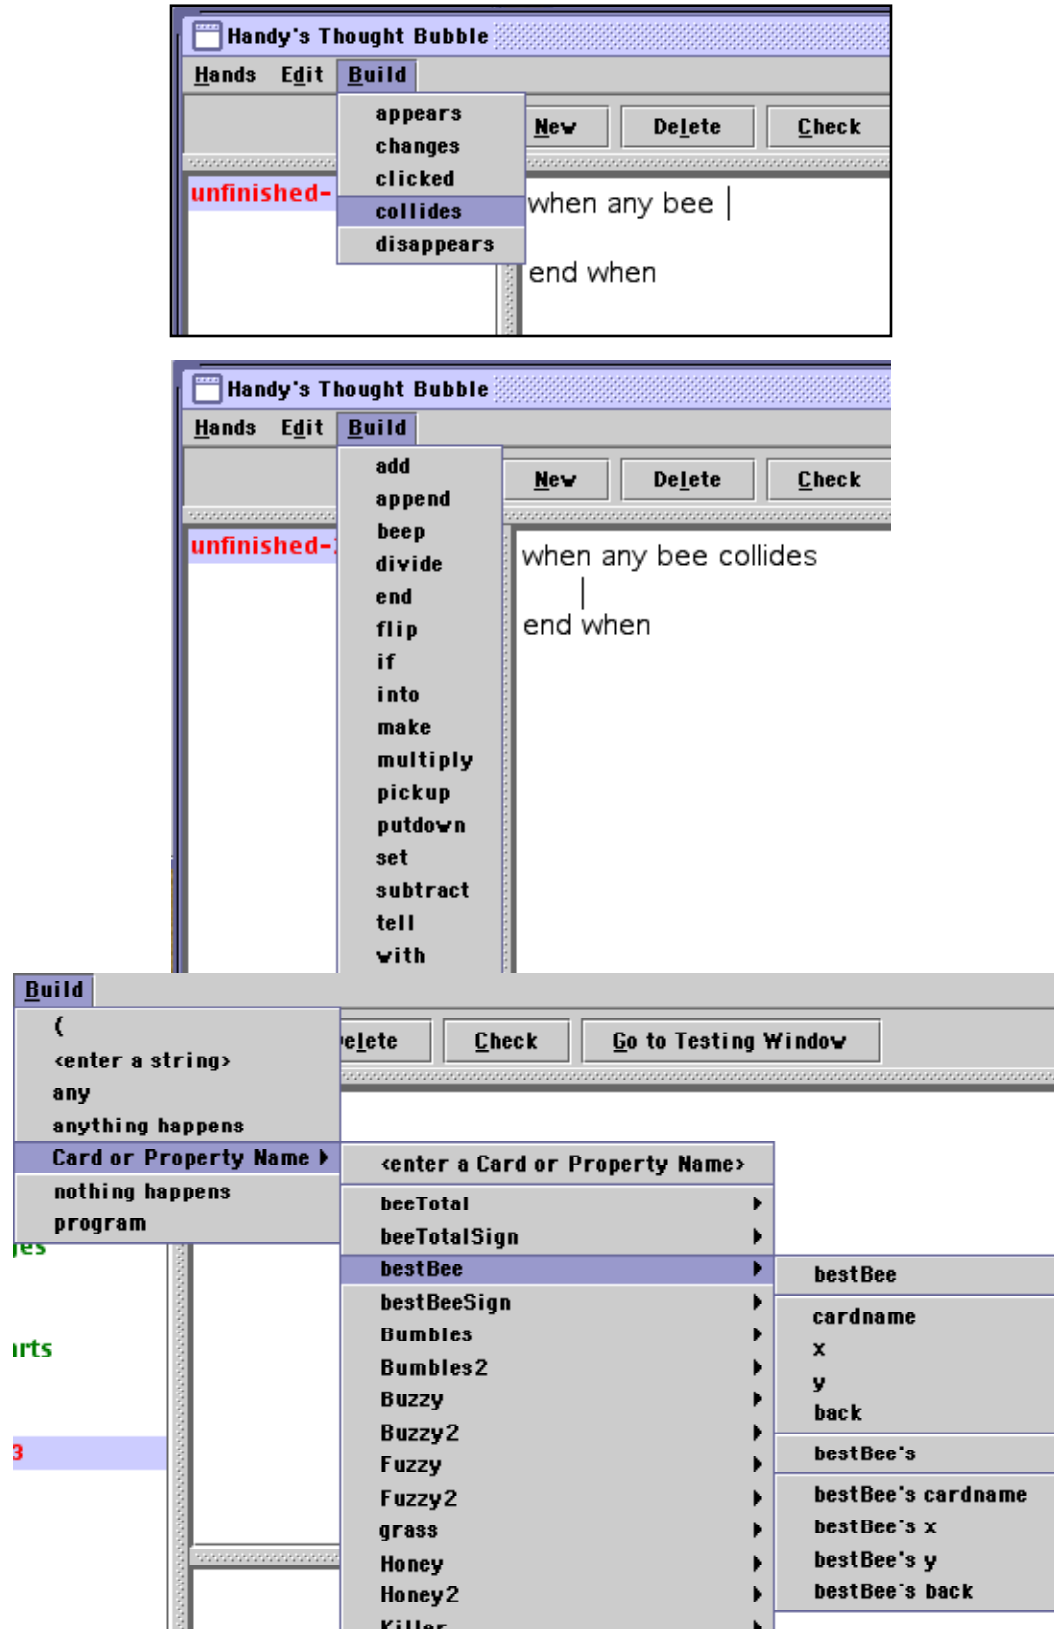 Handy's Thought Bubble
Hands Edit Build
appears
changes
clicked
collides
disappears
New Delete Check
unfinished-
when any bee
end when
Handy's Thought Bubble
Hands Edit Build
add
append
beep
divide
end
flip
if
into
make
multiply
pickup
putdown
set
subtract
tell
with
New Delete Check
unfinished-
when any bee collides
end when
Build
(
<enter a string>
any
anything happens
Card or Property Name
nothing happens
program
elete Check Go to Testing Window
<enter a Card or Property Name>
beeTotal
beeTotalSign
bestBee
bestBeeSign
Bumbles
Bumbles2
Buzzy
Buzzy2
Fuzzy
Fuzzy2
grass
Honey
Honey2
Killer
bestBee
cardname
x
y
back
bestBee's
bestBee's cardname
bestBee's x
bestBee's y
bestBee's back
arts
3